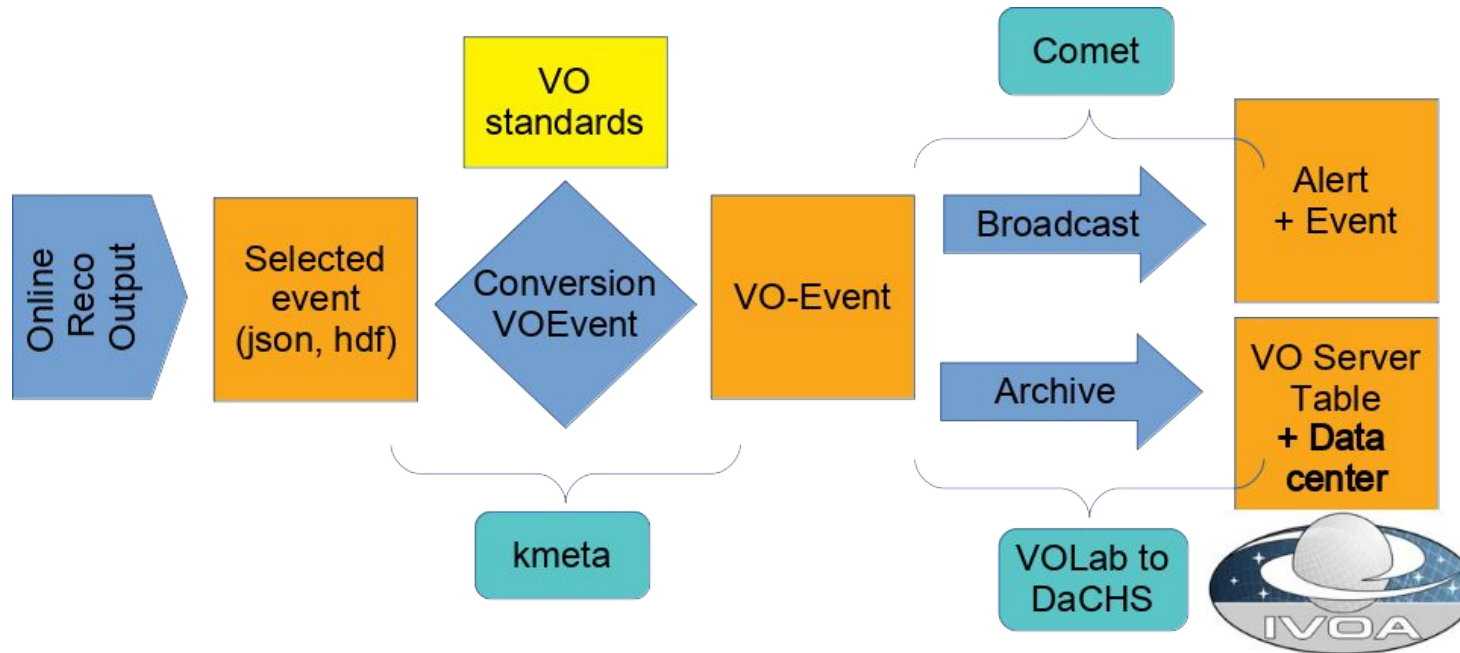 Online
Reco
Output
Selected
event
(json, hdf)
VO
standards
Conversion
VOEvent
kmeta
VO-Event
Comet
Broadcast
Alert
+ Event
Archive
VO Server
Table
+ Data
center
VOLab to
DaCHS
IVOA